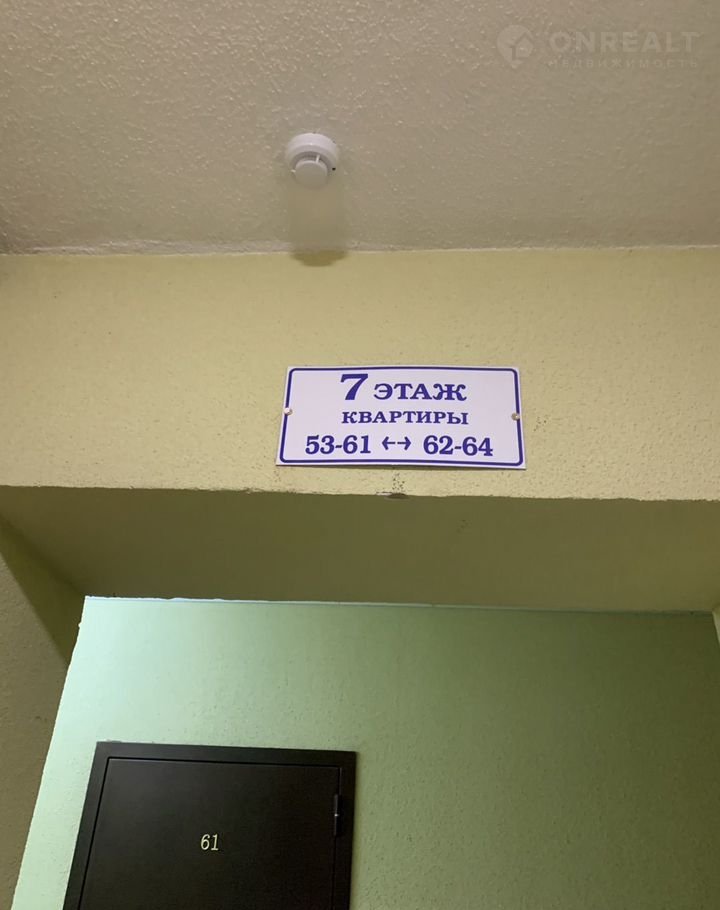 ONREALT
НЕДВИЖИМОСТЬ
7 ЭТАЖ
КВАРТИРЫ
53-61 ↔ 62-64
61